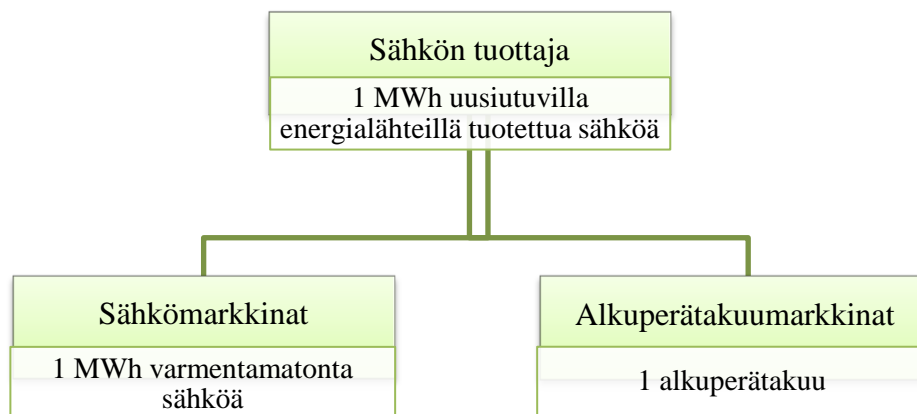 Sähkön tuottaja
1 MWh uusiutuvilla
energialähteillä tuotettua sähköä
Sähkömarkkinat
1 MWh varmentamatonta
sähköä
Alkuperätakuumarkkinat
1 alkuperätakuu